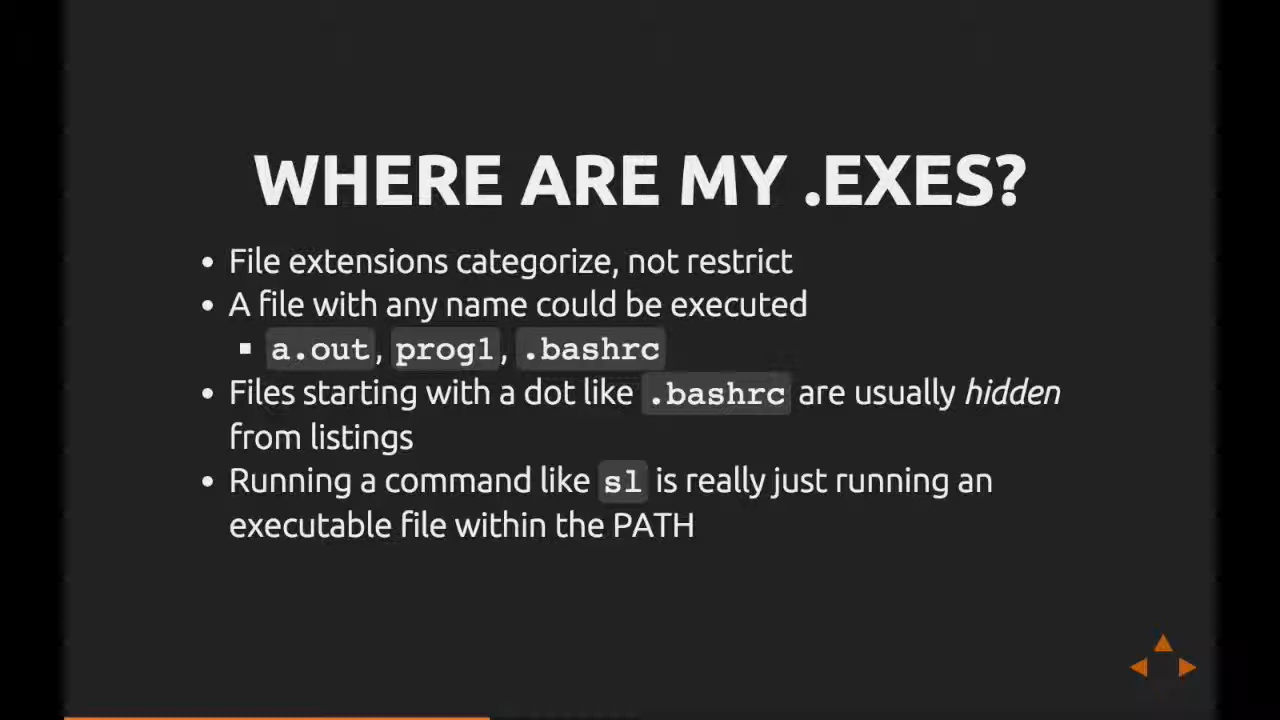 WHERE ARE MY .EXES?
• File extensions categorize, not restrict
• A file with any name could be executed
▪ a.out, prog1, .bashrc
• Files starting with a dot like .bashrc are usually hidden
from listings
• Running a command like sl is really just running an
executable file within the PATH